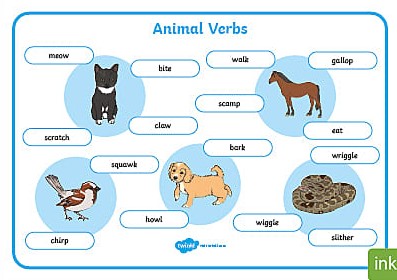 Animal Verbs
meow
bite
walk
gallop
scamp
scratch
claw
eat
squawk
bark
wriggle
chirp
howl
wiggle
slither
twinkl
ink